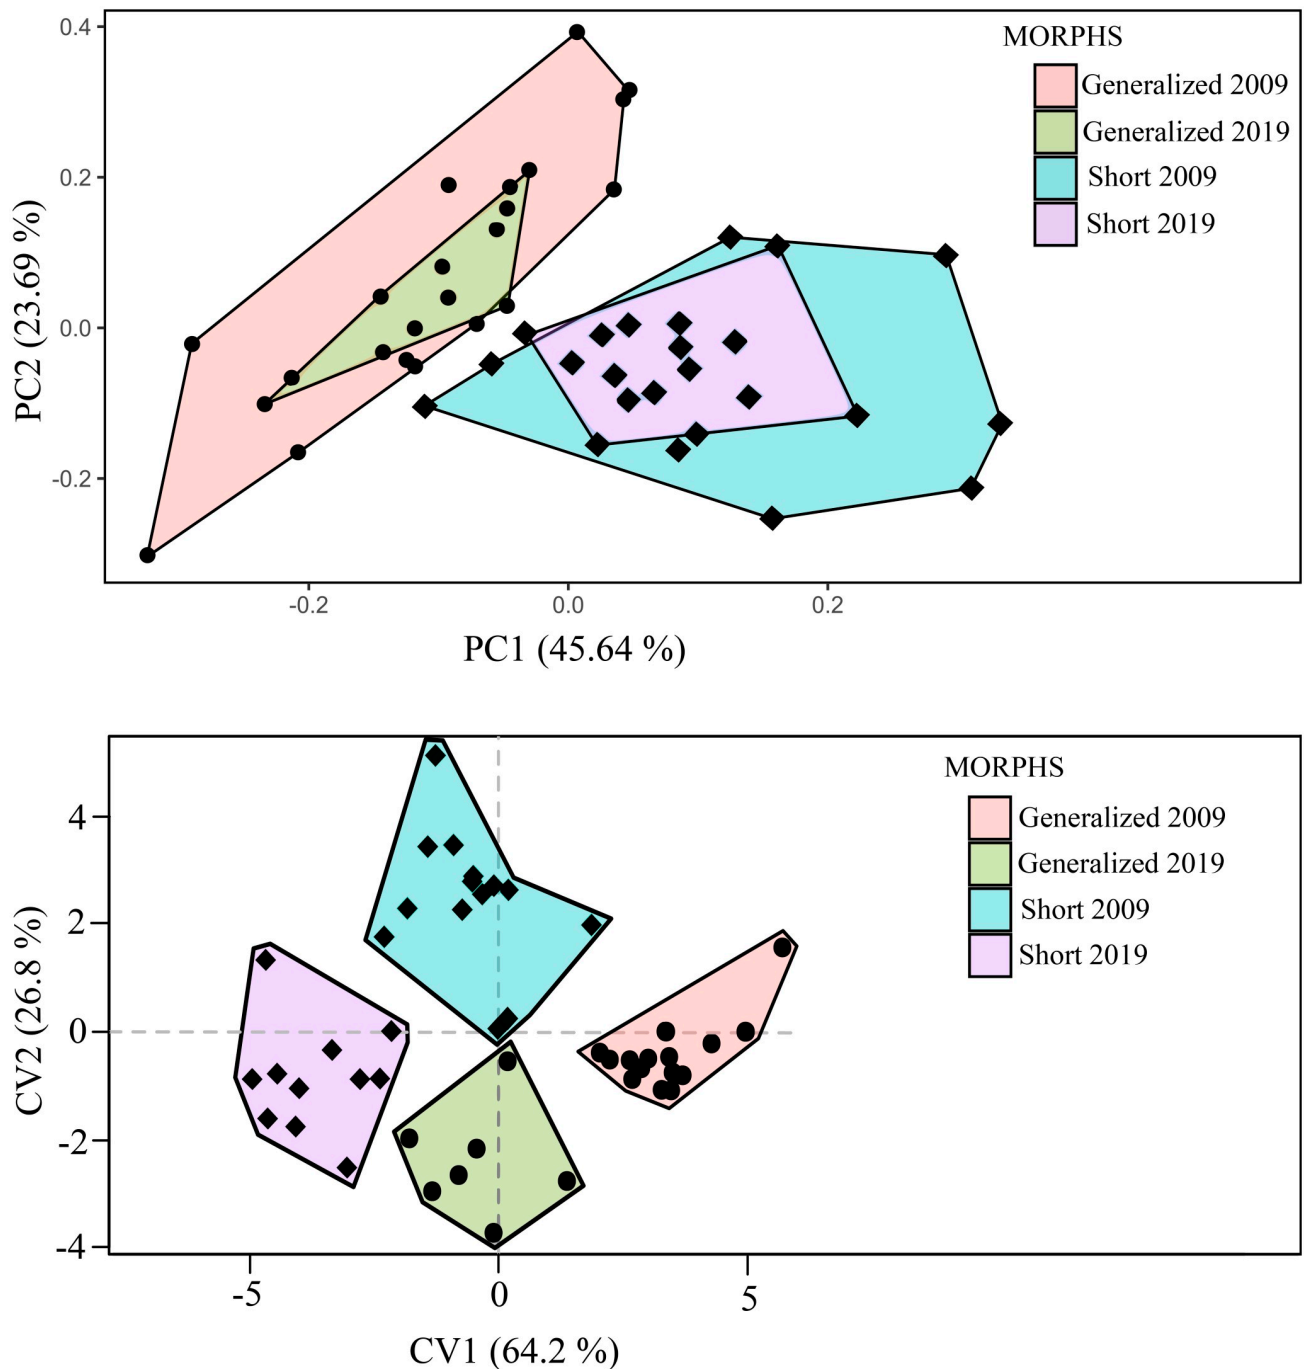 MORPHS
Generalized 2009
Generalized 2019
Short 2009
Short 2019
0.4
0.2
0.0
-0.2
PC2 (23.69 %)
-0.2
0.0
0.2
PC1 (45.64 %)
MORPHS
Generalized 2009
Generalized 2019
Short 2009
Short 2019
4
2
0
-2
-4
CV2 (26.8 %)
-5
0
5
CV1 (64.2 %)